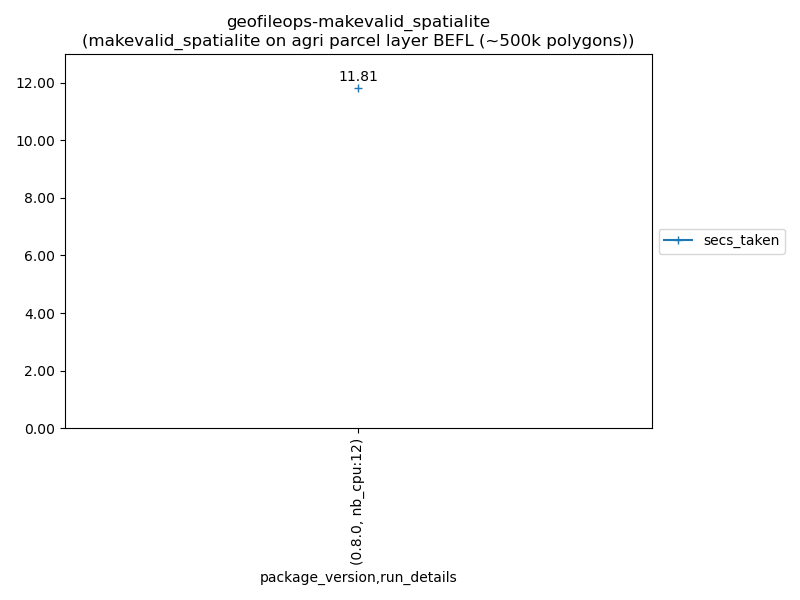 geofileops-makevalid_spatialite
(makevalid_spatialite on agri parcel layer BEFL (~500k polygons))
12.00
10.00
8.00
6.00
4.00
2.00
0.00
11.81
secs_taken
(0.8.0, nb_cpu:12)
package_version,run_details